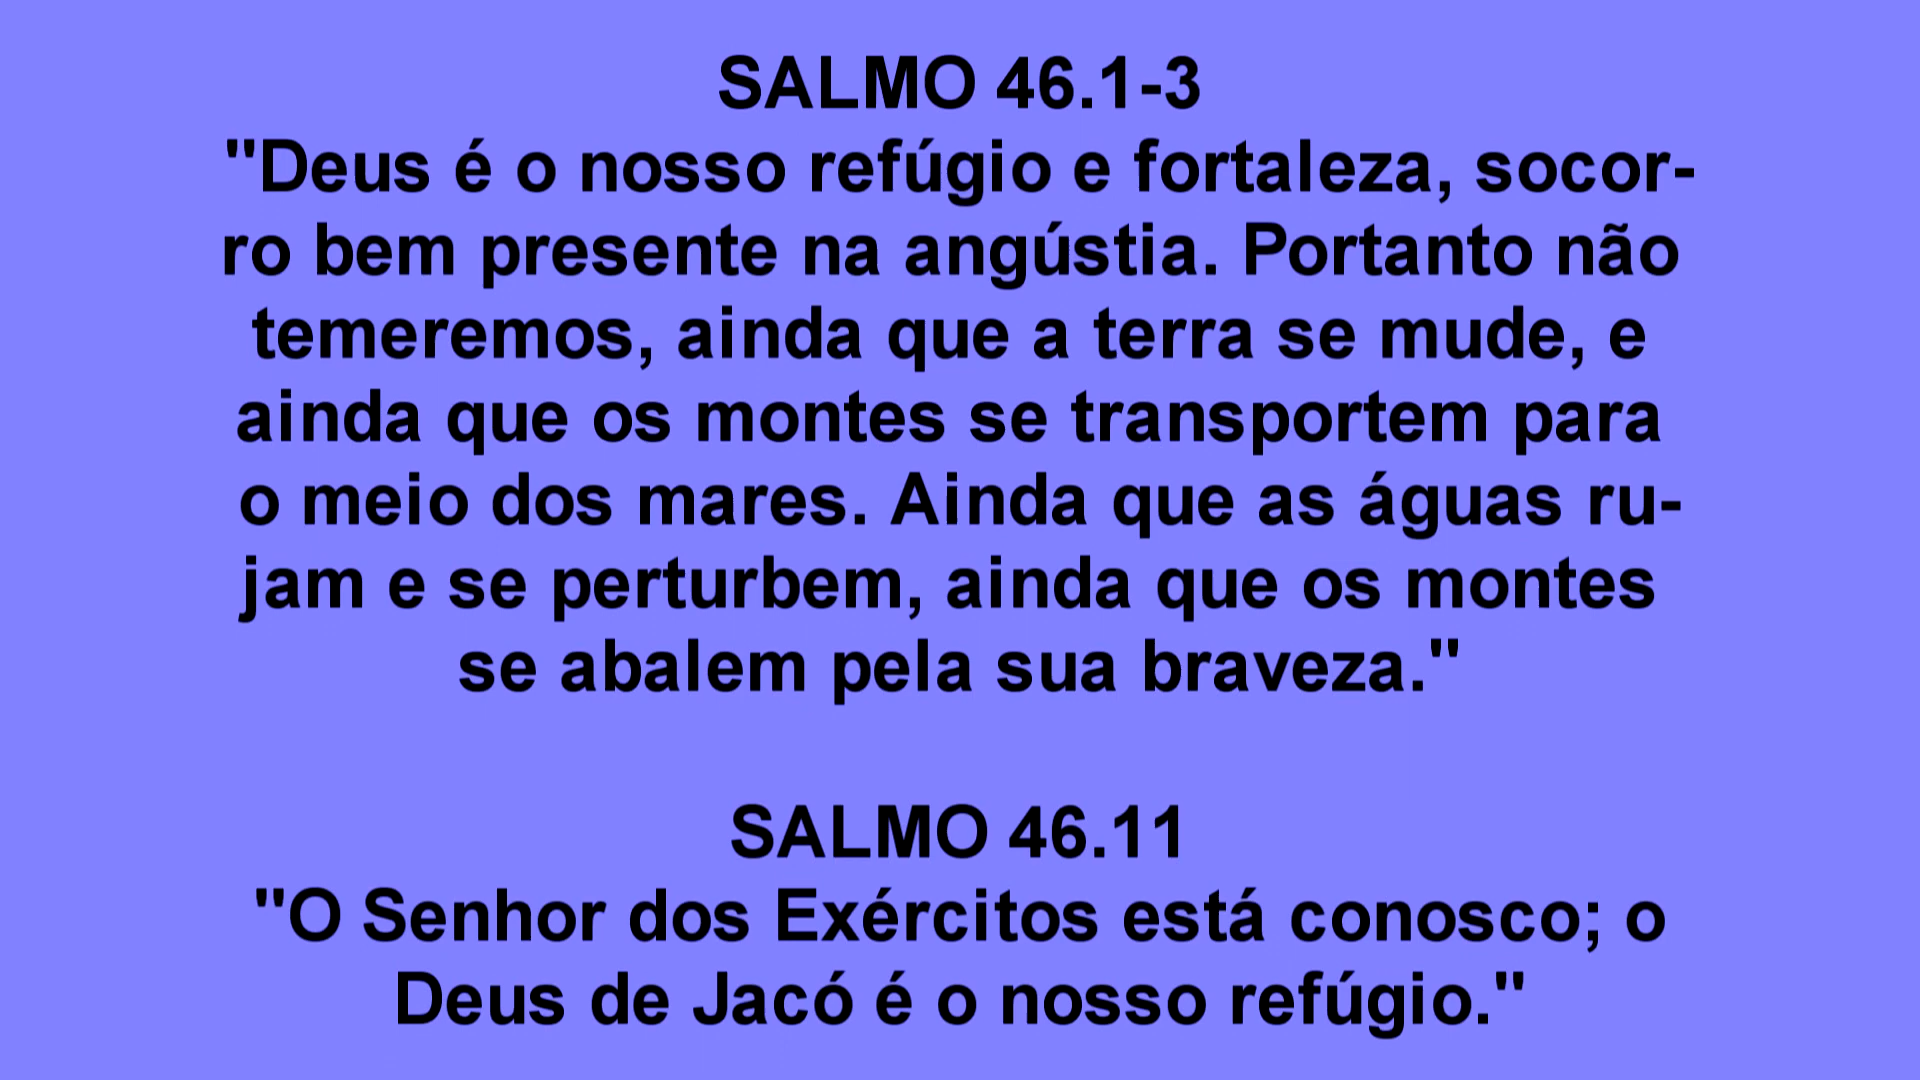 SALMO 46.1-3
"Deus é o nosso refúgio e fortaleza, socor-
ro bem presente na angústia. Portanto não
temeremos, ainda que a terra se mude, e
ainda que os montes se transportem para
o meio dos mares. Ainda que as águas ru-
jam e se perturbem, ainda que os montes
se abalem pela sua braveza."
SALMO 46.11
"O Senhor dos Exércitos está conosco; o
Deus de Jacó é o nosso refúgio."